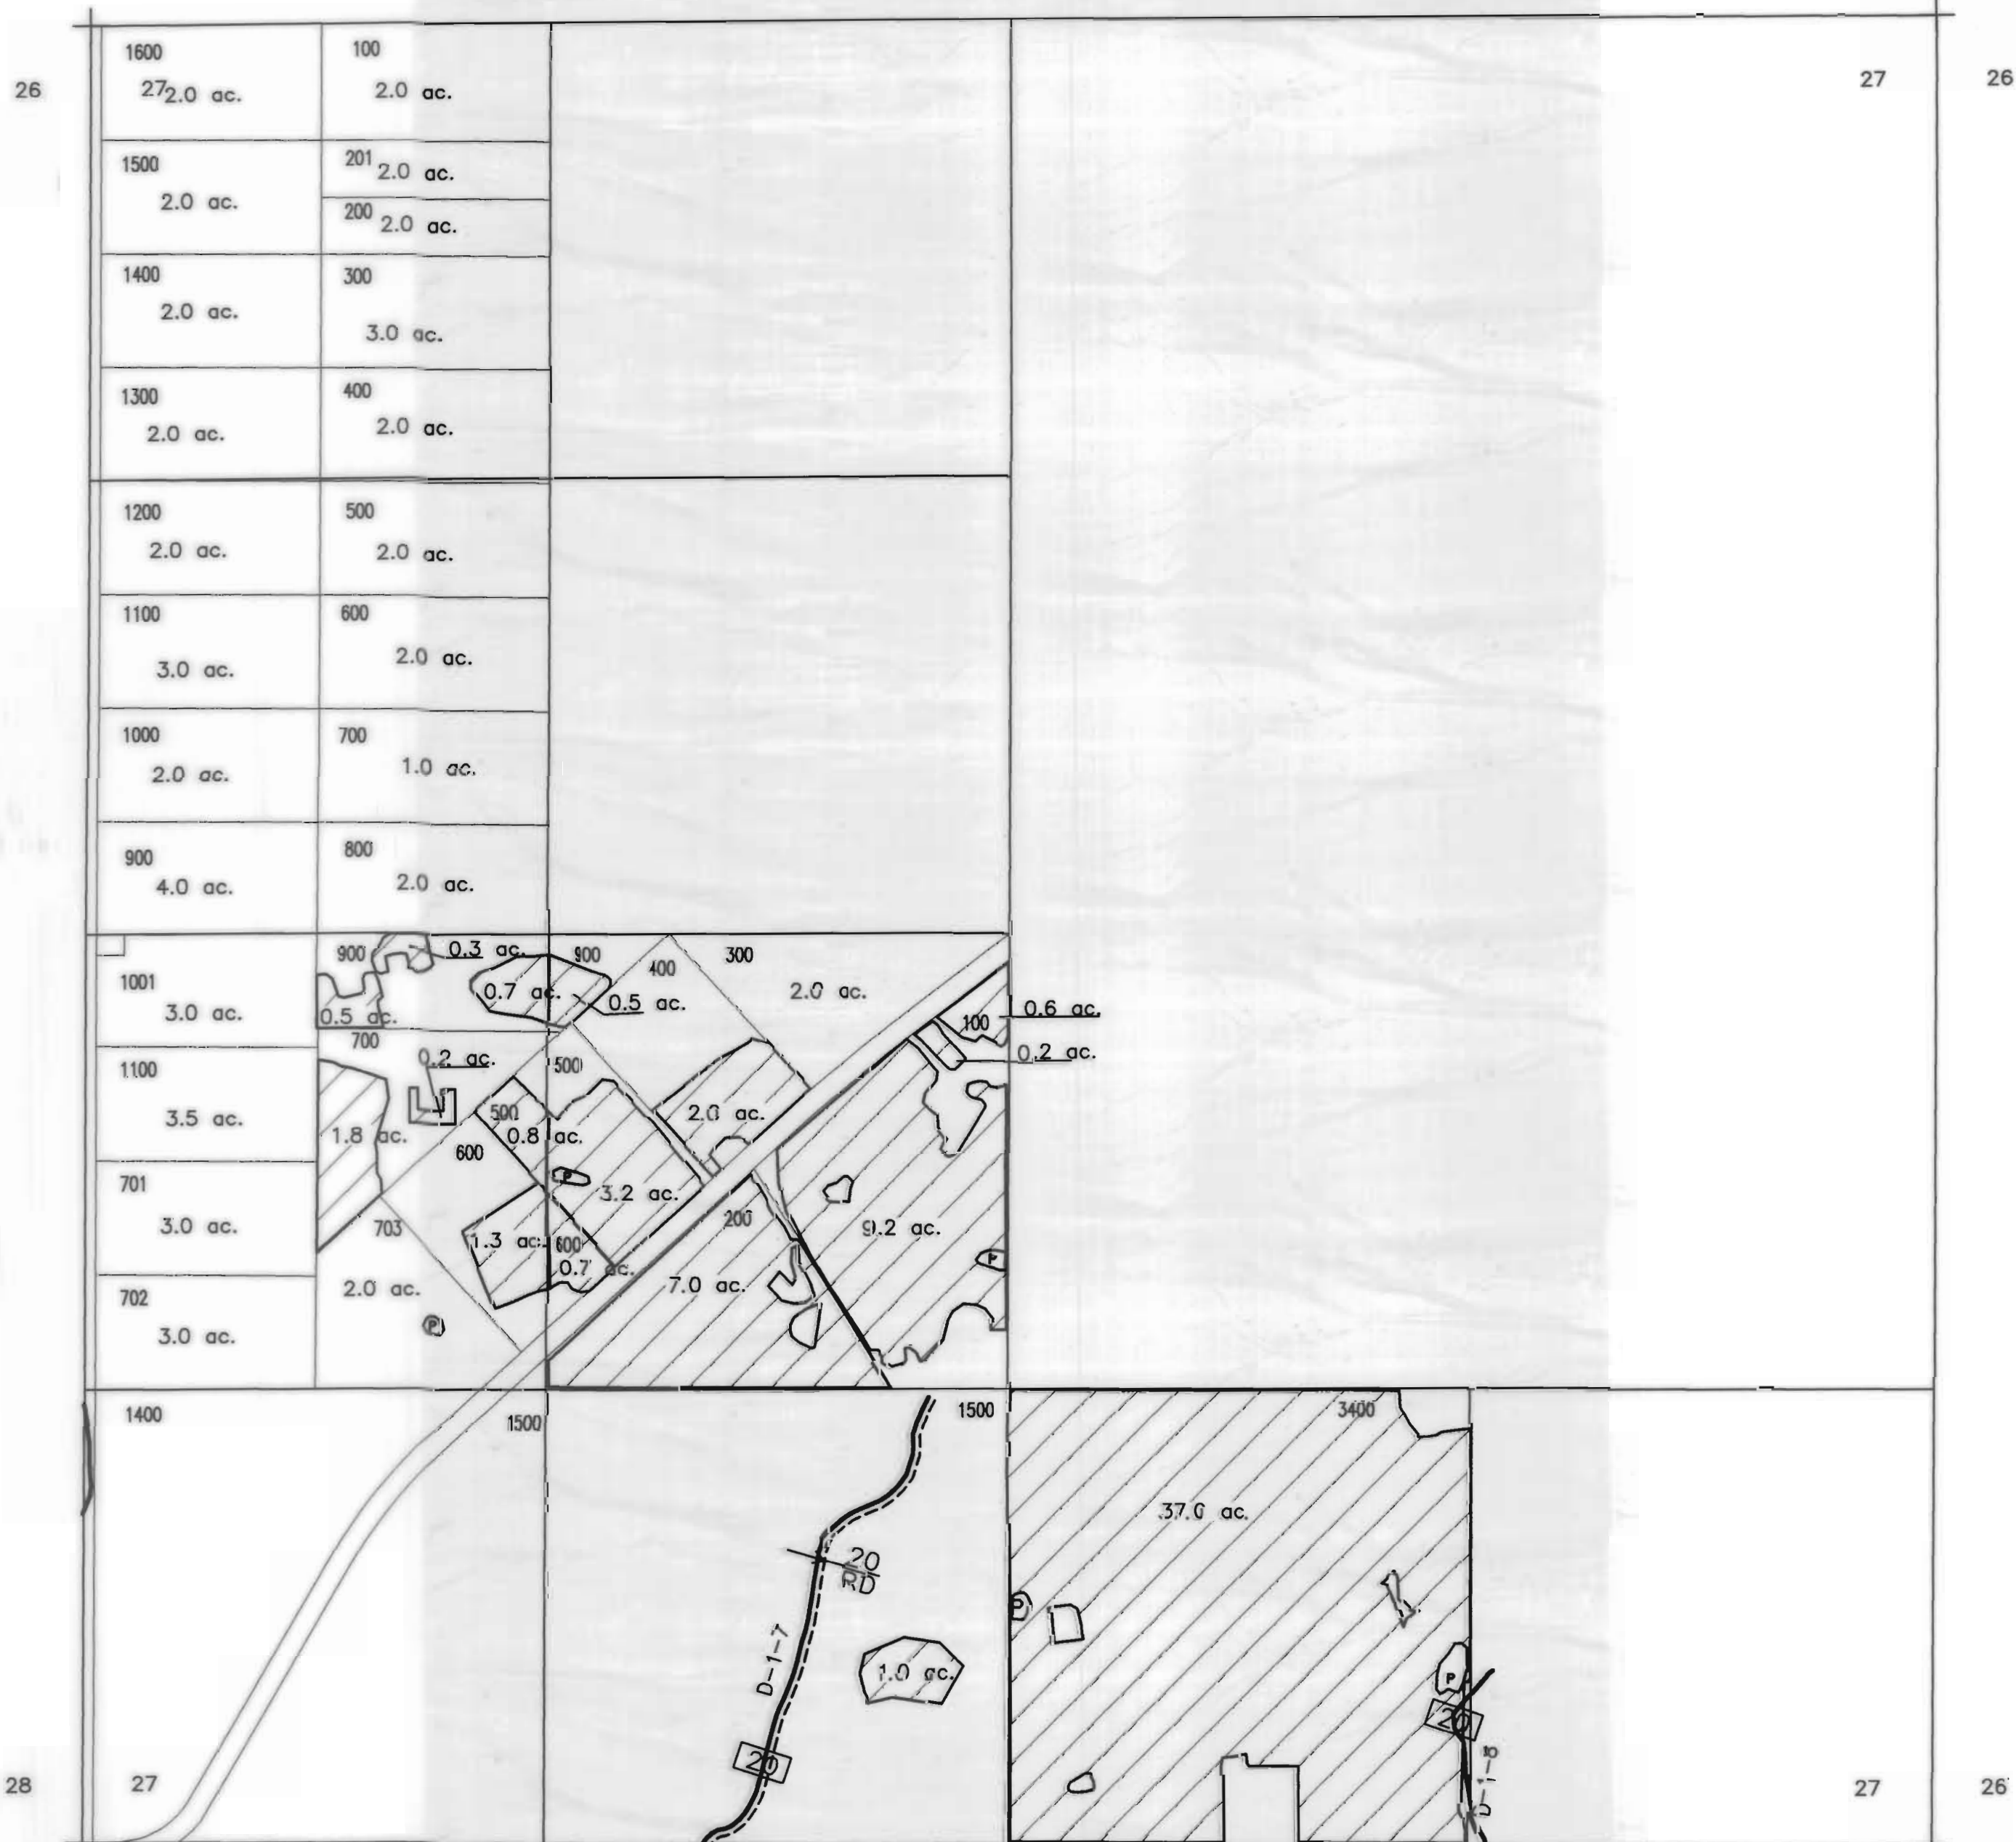 1600
100
26
27
2.0 ac.
2.0 ac.
27
26
1500
201
2.0 ac.
2.0 ac.
200
2.0 ac.
1400
300
2.0 ac.
3.0 ac.
1300
400
2.0 ac.
2.0 ac.
1200
500
2.0 ac.
2.0 ac.
1100
600
3.0 ac.
2.0 ac.
1000
700
2.0 ac.
1.0 ac.
900
800
4.0 ac.
2.0 ac.
900
0.3 ac.
900
400
300
1001
3.0 ac.
0.5 ac.
0.7 ac.
0.5 ac.
2.0 ac.
0.6 ac.
100
0.2 ac.
700
0.2 ac.
500
1100
3.5 ac.
1.8 ac.
500
0.8 ac.
2.0 ac.
600
P
701
3.0 ac.
703
3.2 ac.
200
9.2 ac.
1.3 ac.
600
0.7 ac.
7.0 ac.
P
702
3.0 ac.
2.0 ac.
P
1400
1500
1500
3400
37.0 ac.
20
RD
P
D-1-7
1.0 ac.
P
20
20
D-1-8
28
27
27
26